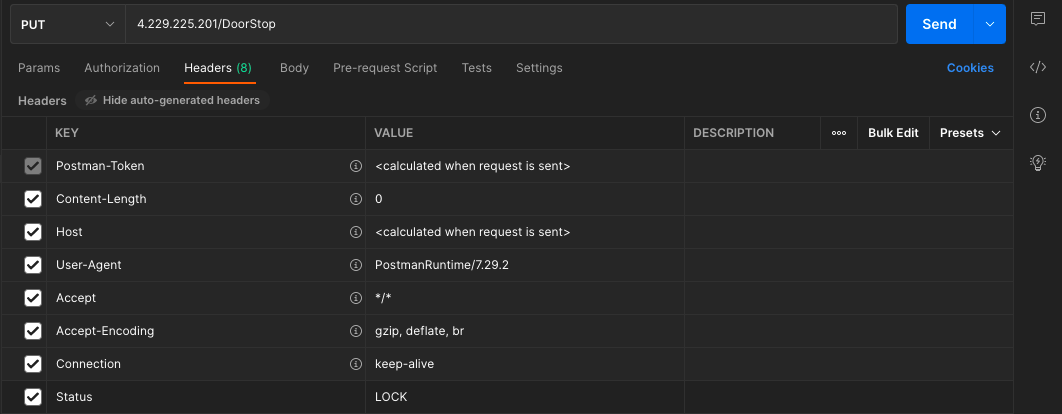 PUT 4.229.225.201/DoorStop Send
Params Authorization Headers (8) Body Pre-request Script Tests Settings Cookies
Headers Hide auto-generated headers
KEY VALUE DESCRIPTION Bulk Edit Presets
Postman-Token <calculated when request is sent>
Content-Length 0
Host <calculated when request is sent>
User-Agent PostmanRuntime/7.29.2
Accept */*
Accept-Encoding gzip, deflate, br
Connection keep-alive
Status LOCK